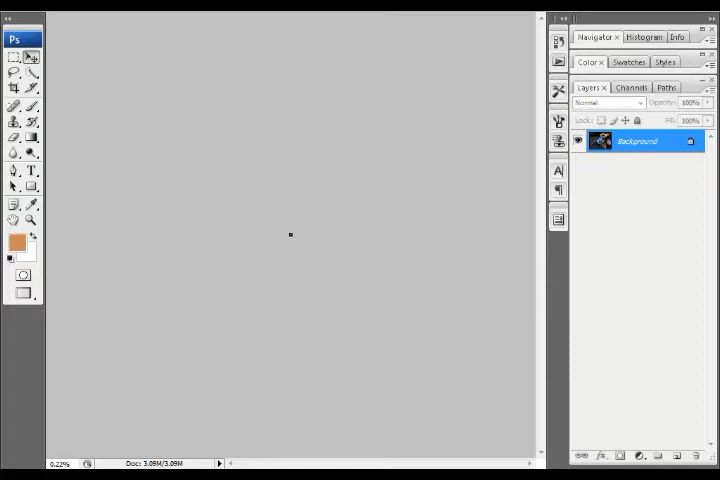 Ps
Navigator x Histogram Info
Color x Swatches Styles
Layers x Channels Paths
Normal Opacity: 100%
Lock: Fill: 100%
Background
T
A
0.22% Doc: 3.09M/3.09M